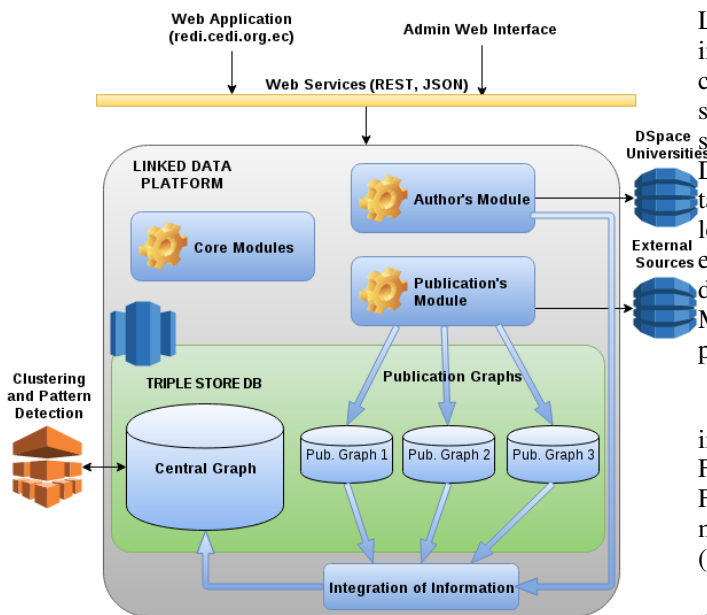 Web Application
(redi.cedi.org.ec)
Admin Web Interface
Web Services (REST, JSON)
LINKED DATA
PLATFORM
Author's Module
DSpace
Universities
Core Modules
Publication's
Module
External
Sources
TRIPLE STORE DB
Publication Graphs
Clustering
and Pattern
Detection
Central Graph
Pub. Graph 1
Pub. Graph 2
Pub. Graph 3
Integration of Information